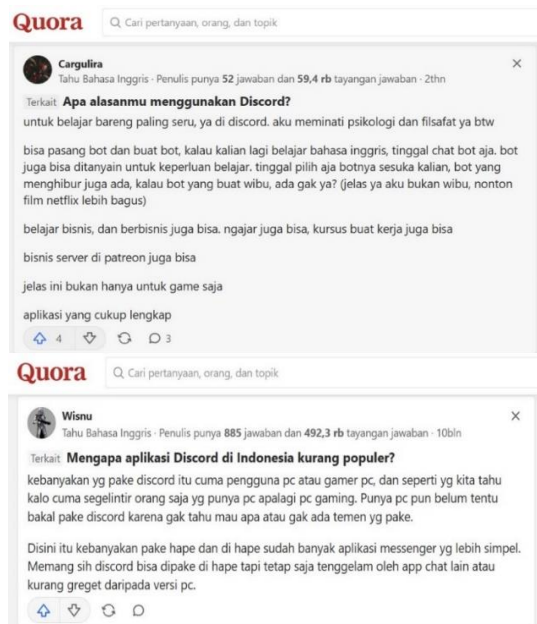 Quora
Cari pertanyaan, orang, dan topik
Cargulira
Tahu Bahasa Inggris · Penulis punya 52 jawaban dan 59,4 rb tayangan jawaban · 2thn
Terkait Apa alasanmu menggunakan Discord?
untuk belajar bareng paling seru, ya di discord. aku meminati psikologi dan filsafat ya btw
bisa pasang bot dan buat bot, kalau kalian lagi belajar bahasa inggris, tinggal chat bot aja. bot
juga bisa ditanyain untuk keperluan belajar. tinggal pilih aja botnya sesuka kalian, bot yang
menghibur juga ada, kalau bot yang buat wibu, ada gak ya? (jelas ya aku bukan wibu, nonton
film netflix lebih bagus)
belajar bisnis, dan berbisnis juga bisa. ngajar juga bisa, kursus buat kerja juga bisa
bisnis server di patreon juga bisa
jelas ini bukan hanya untuk game saja
aplikasi yang cukup lengkap
4
3
Quora
Cari pertanyaan, orang, dan topik
Wisnu
Tahu Bahasa Inggris · Penulis punya 885 jawaban dan 492,3 rb tayangan jawaban · 10bln
Terkait Mengapa aplikasi Discord di Indonesia kurang populer?
kebanyakan yg pake discord itu cuma pengguna pc atau gamer pc, dan seperti yg kita tahu
kalo cuma segelintir orang saja yg punya pc apalagi pc gaming. Punya pc pun belum tentu
bakal pake discord karena gak tahu mau apa atau gak ada temen yg pake.
Disini itu kebanyakan pake hape dan di hape sudah banyak aplikasi messenger yg lebih simpel.
Memang sih discord bisa dipake di hape tapi tetap saja tenggelam oleh app chat lain atau
kurang greget daripada versi pc.